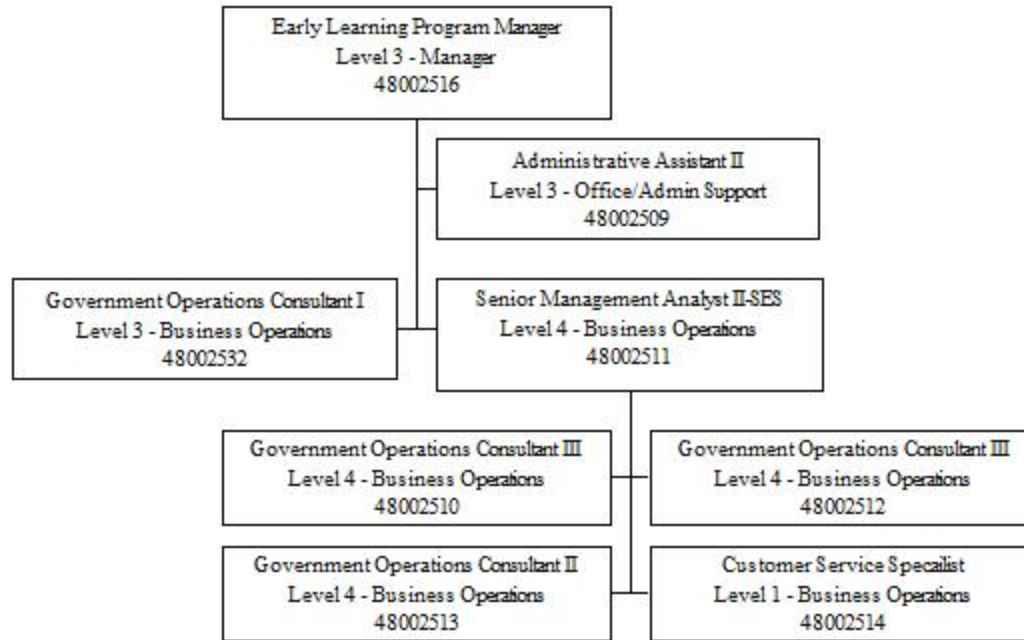 Early Learning Program Manager
Level 3 - Manager
48002516
Administrative Assistant II
Level 3 - Office/Admin Support
48002509
Government Operations Consultant I
Level 3 - Business Operations
48002532
Senior Management Analyst II-SES
Level 4 - Business Operations
48002511
Government Operations Consultant III
Level 4 - Business Operations
48002510
Government Operations Consultant III
Level 4 - Business Operations
48002512
Government Operations Consultant II
Level 4 - Business Operations
48002513
Customer Service Specailist
Level 1 - Business Operations
48002514